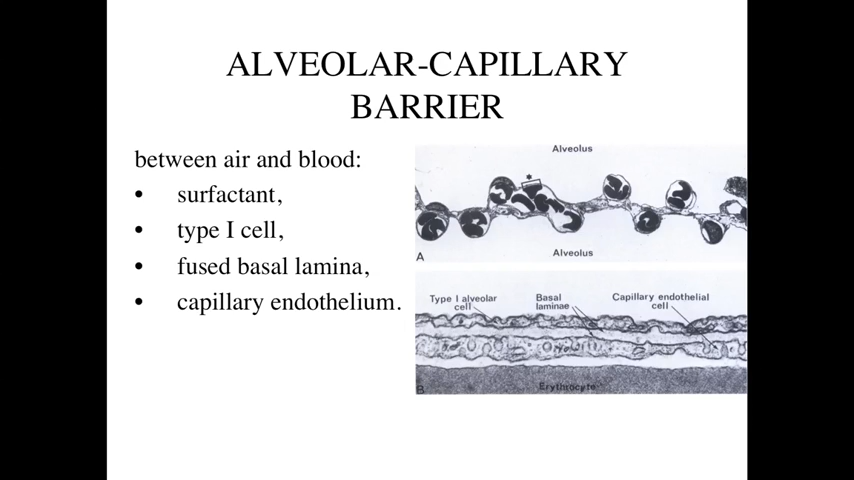 ALVEOLAR-CAPILLARY
BARRIER
between air and blood:
• surfactant,
• type I cell,
• fused basal lamina,
• capillary endothelium.
Alveolus
*
A
Alveolus
Type I alveolar
cell
Basal
laminae
Capillary endothelial
cell
B
Erythrocyte